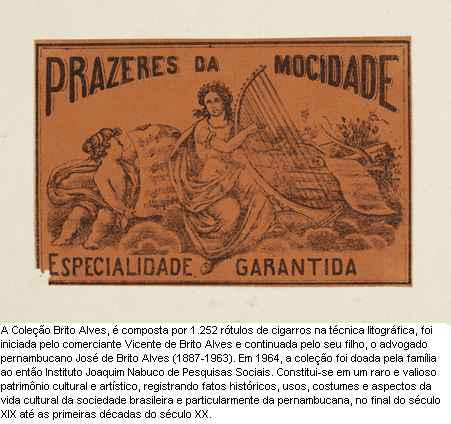 PRAZERES DA MOCIDADE
ESPECIALIDADE GARANTIDA
A Coleção Brito Alves, é composta por 1.252 rótulos de cigarros na técnica litográfica, foi
iniciada pelo comerciante Vicente de Brito Alves e continuada pelo seu filho, o advogado
pernambucano José de Brito Alves (1887-1963). Em 1964, a coleção foi doada pela família
ao então Instituto Joaquim Nabuco de Pesquisas Sociais. Constitui-se em um raro e valioso
patrimônio cultural e artístico, registrando fatos históricos, usos, costumes e aspectos da
vida cultural da sociedade brasileira e particularmente da pernambucana, no final do século
XIX até as primeiras décadas do século XX.